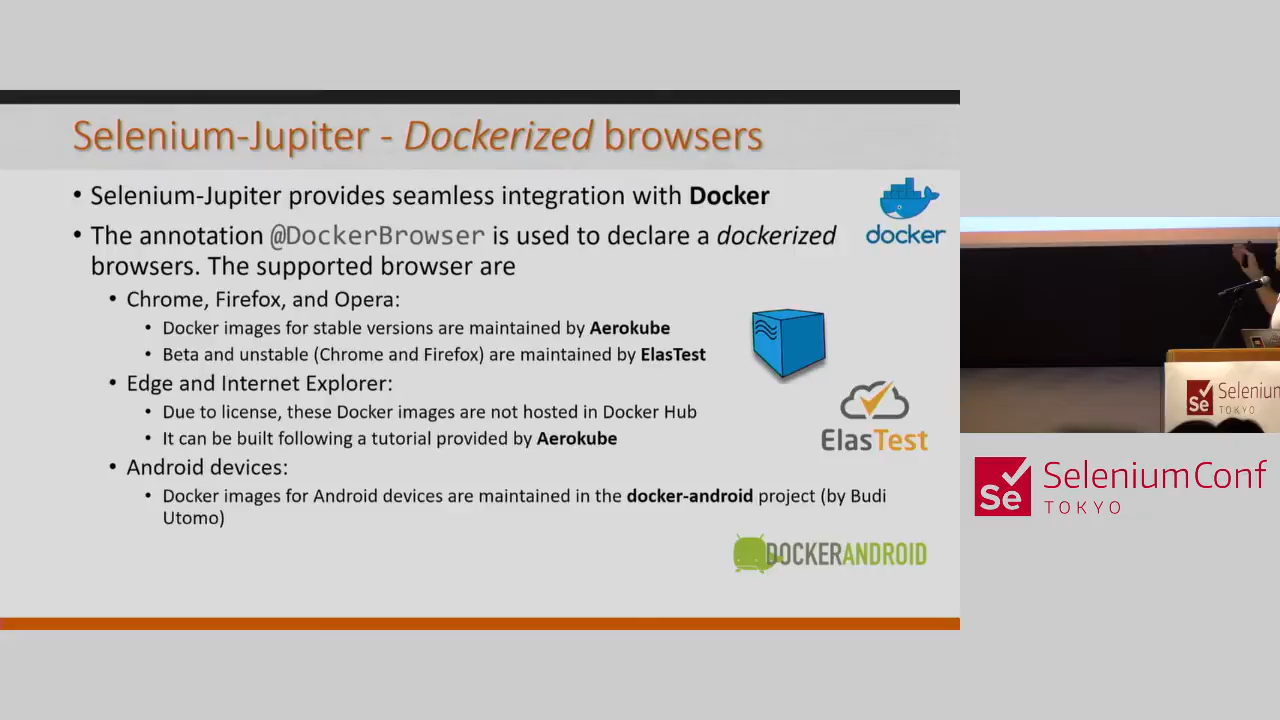 Selenium-Jupiter - Dockerized browsers
• Selenium-Jupiter provides seamless integration with Docker
• The annotation @DockerBrowser is used to declare a dockerized
browsers. The supported browser are
• Chrome, Firefox, and Opera:
• Docker images for stable versions are maintained by Aerokube
• Beta and unstable (Chrome and Firefox) are maintained by ElasTest
• Edge and Internet Explorer:
• Due to license, these Docker images are not hosted in Docker Hub
• It can be built following a tutorial provided by Aerokube
• Android devices:
• Docker images for Android devices are maintained in the docker-android project (by Budi
Utomo)
docker
ElasTest
DOCKERANDROID
Se
Selenium
TOKYO
Se
SeleniumConf
TOKYO